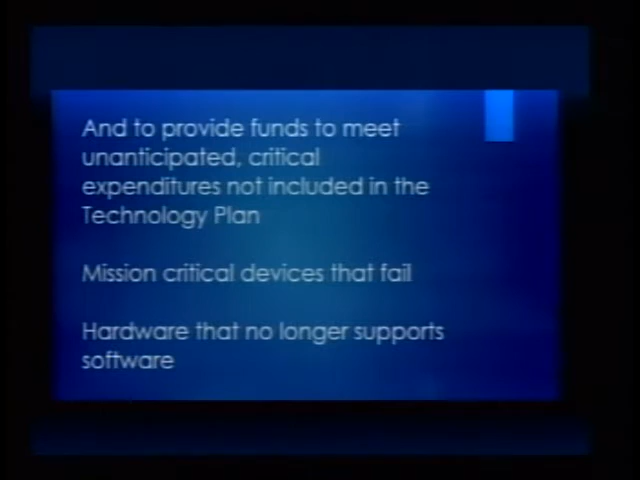 And to provide funds to meet
unanticipated, critical
expenditures not included in the
Technology Plan
Mission critical devices that fail
Hardware that no longer supports
software